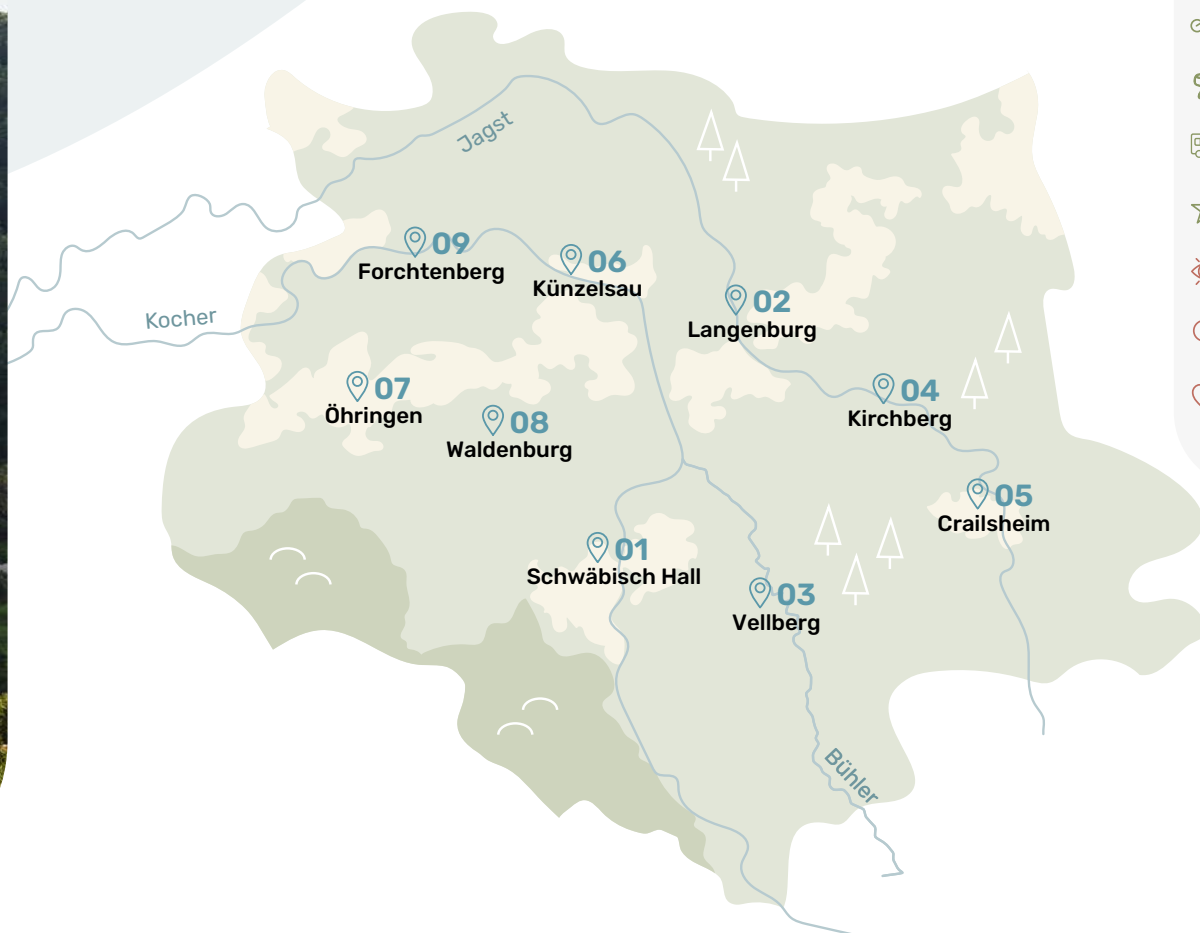 Jagst
09
Forchtenberg
06
Künzelsau
02
Langenburg
Kocher
07
Öhringen
08
Waldenburg
04
Kirchberg
05
Crailsheim
01
Schwäbisch Hall
03
Vellberg
Bühler